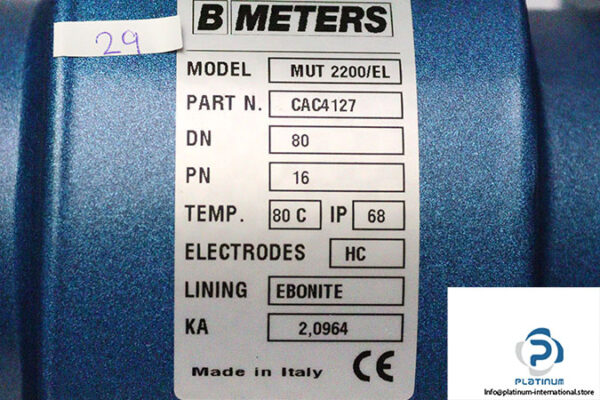 29
B METERS
MODEL MUT 2200/EL
PART N. CAC4127
DN 80
PN 16
TEMP. 80 C IP 68
ELECTRODES HC
LINING EBONITE
KA 2,0964
Made in Italy CE
P
PLATINUM
Info@platinum-international.store